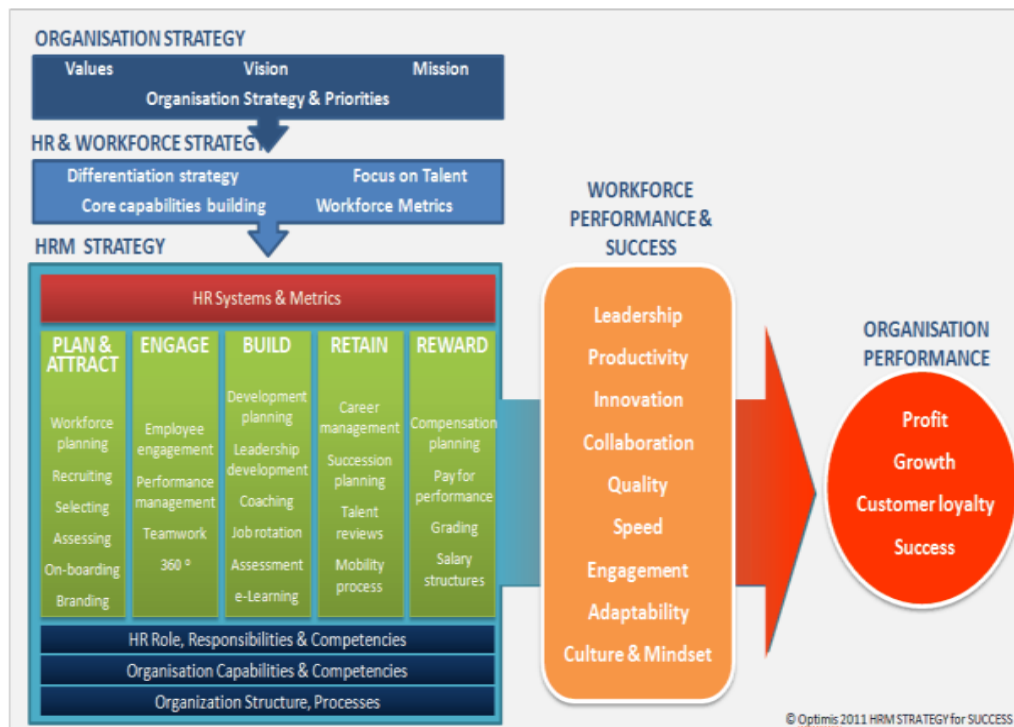 ORGANISATION STRATEGY
Values Vision Mission
Organisation Strategy & Priorities
HR & WORKFORCE STRATEGY
Differentiation strategy Focus on Talent
Core capabilities building Workforce Metrics
HRM STRATEGY
HR Systems & Metrics
PLAN &
ATTRACT
Workforce
planning
Recruiting
Selecting
Assessing
On-boarding
Branding
ENGAGE
Employee
engagement
Performance
management
Teamwork
360 º
BUILD
Development
planning
Leadership
development
Coaching
Job rotation
Assessment
e-Learning
RETAIN
Career
management
Succession
planning
Talent
reviews
Mobility
process
REWARD
Compensation
planning
Pay for
performance
Grading
Salary
structures
HR Role, Responsibilities & Competencies
Organisation Capabilities & Competencies
Organization Structure, Processes
WORKFORCE
PERFORMANCE &
SUCCESS
Leadership
Productivity
Innovation
Collaboration
Quality
Speed
Engagement
Adaptability
Culture & Mindset
ORGANISATION
PERFORMANCE
Profit
Growth
Customer loyalty
Success
© Optimis 2011 HRM STRATEGY for SUCCESS